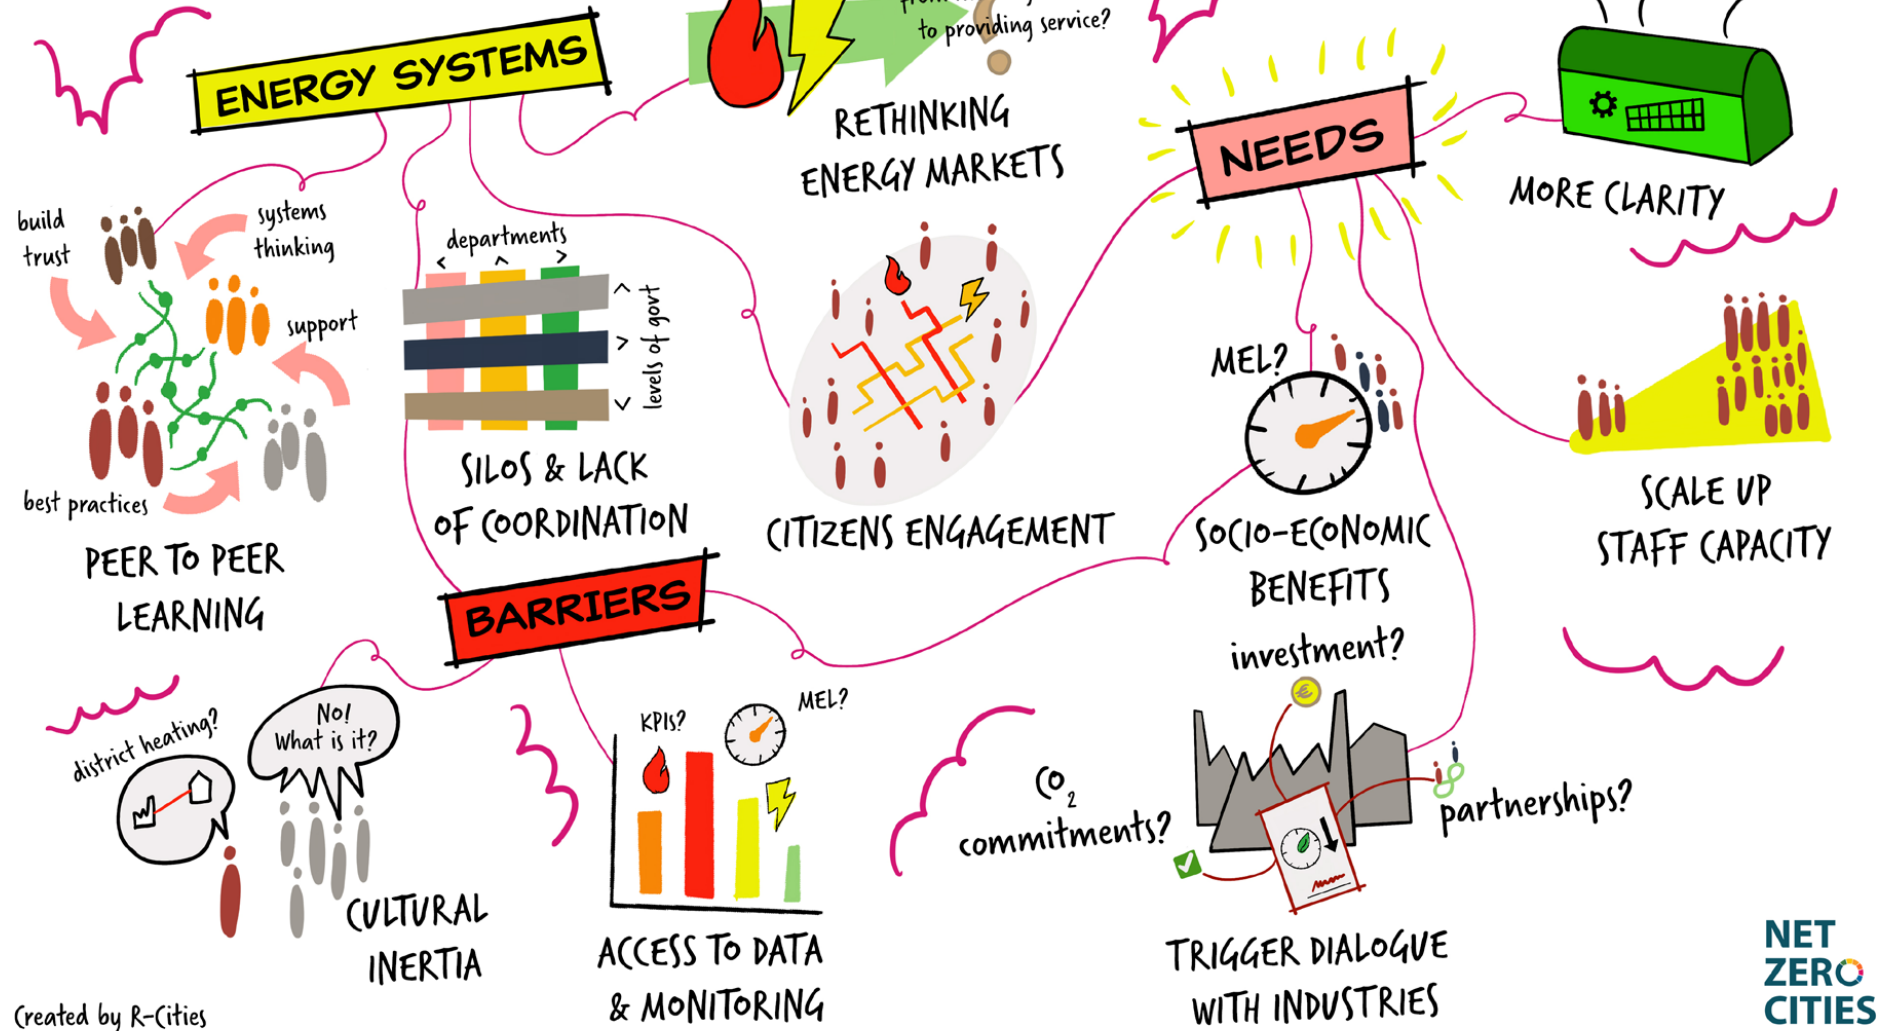 to providing service?
ENERGY SYSTEMS
RETHINKING
ENERGY MARKETS
NEEDS
MORE CLARITY
build
trust
systems
thinking
support
best practices
PEER TO PEER
LEARNING
departments
levels of govt
SILOS & LACK
OF COORDINATION
CITIZENS ENGAGEMENT
MEL?
SOCIO-ECONOMIC
BENEFITS
SCALE UP
STAFF CAPACITY
BARRIERS
district heating?
No!
What is it?
CULTURAL
INERTIA
KPIs?
MEL?
ACCESS TO DATA
& MONITORING
investment?
€
CO2
commitments?
partnerships?
TRIGGER DIALOGUE
WITH INDUSTRIES
Created by R-Cities
NET
ZERO
CITIES